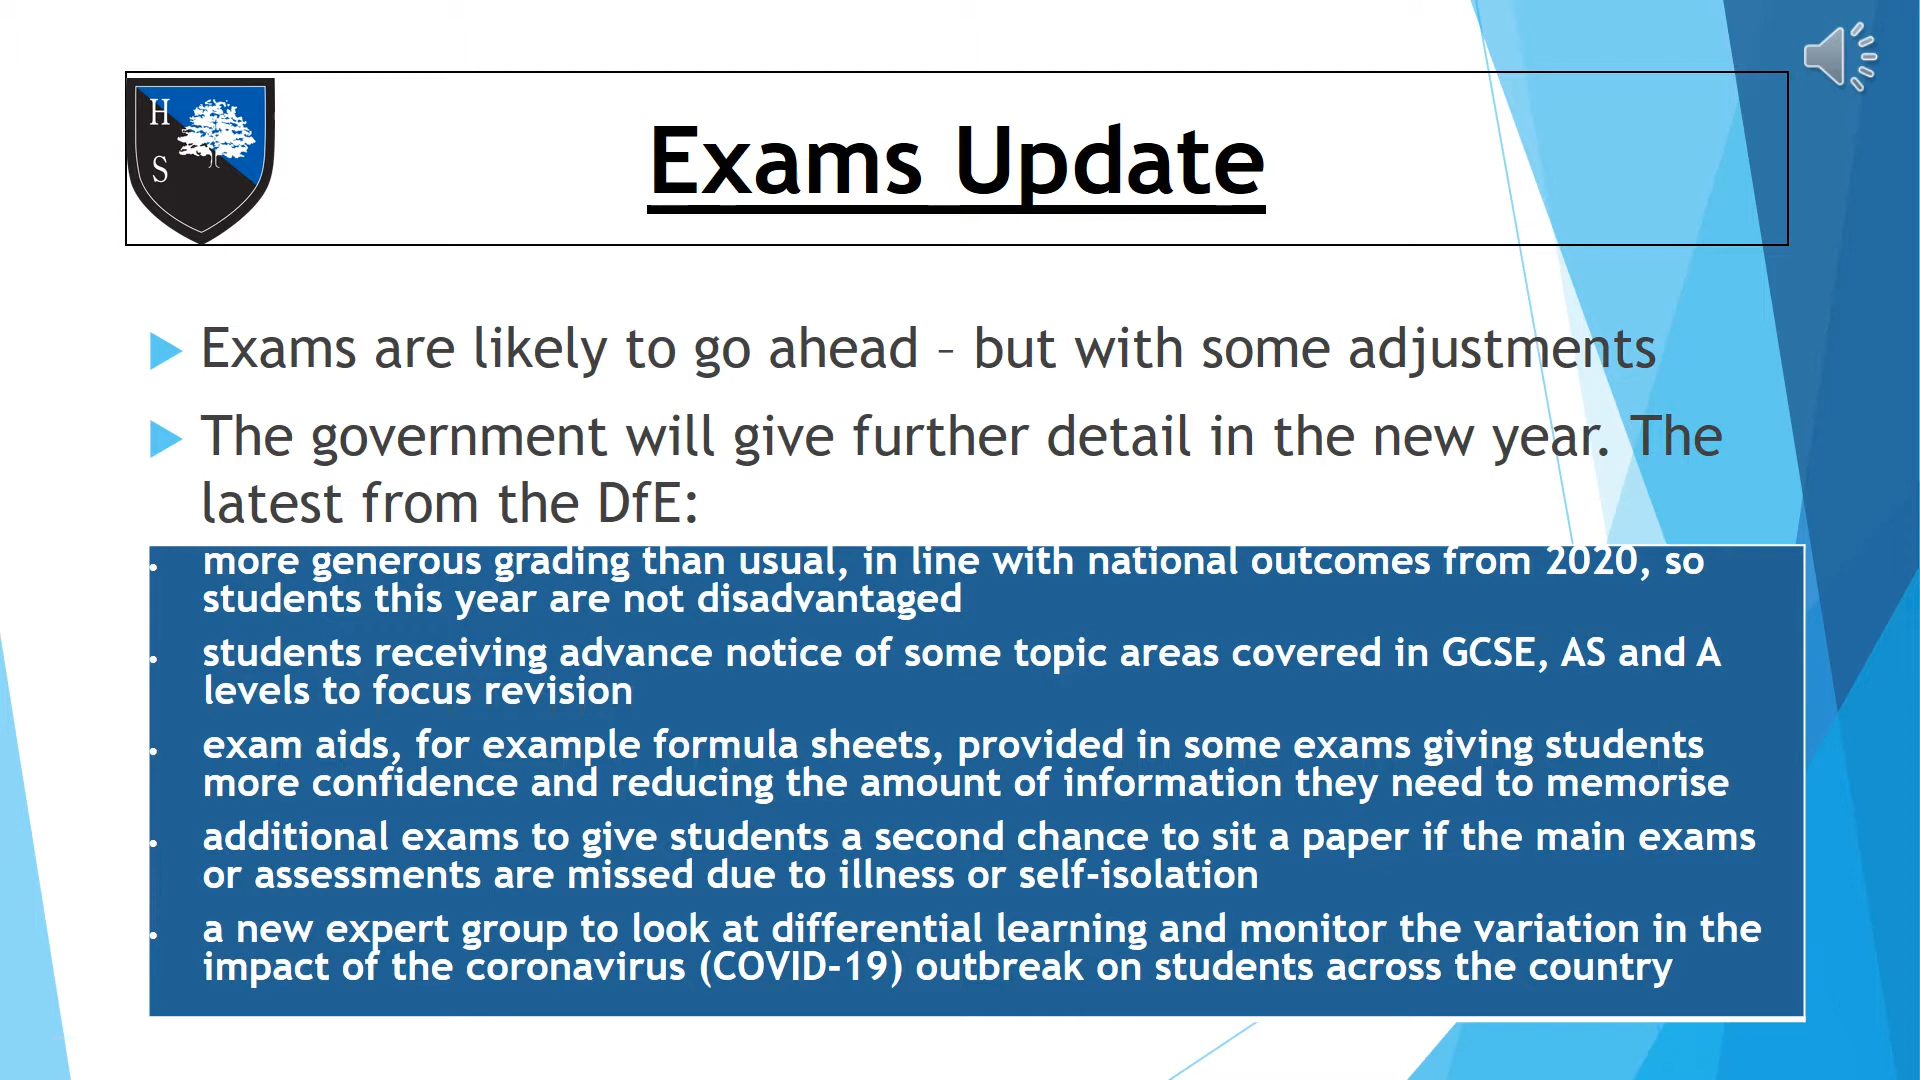 H
S
Exams Update
Exams are likely to go ahead – but with some adjustments
The government will give further detail in the new year. The
latest from the DfE:
more generous grading than usual, in line with national outcomes from 2020, so
students this year are not disadvantaged
students receiving advance notice of some topic areas covered in GCSE, AS and A
levels to focus revision
exam aids, for example formula sheets, provided in some exams giving students
more confidence and reducing the amount of information they need to memorise
additional exams to give students a second chance to sit a paper if the main exams
or assessments are missed due to illness or self-isolation
a new expert group to look at differential learning and monitor the variation in the
impact of the coronavirus (COVID-19) outbreak on students across the country